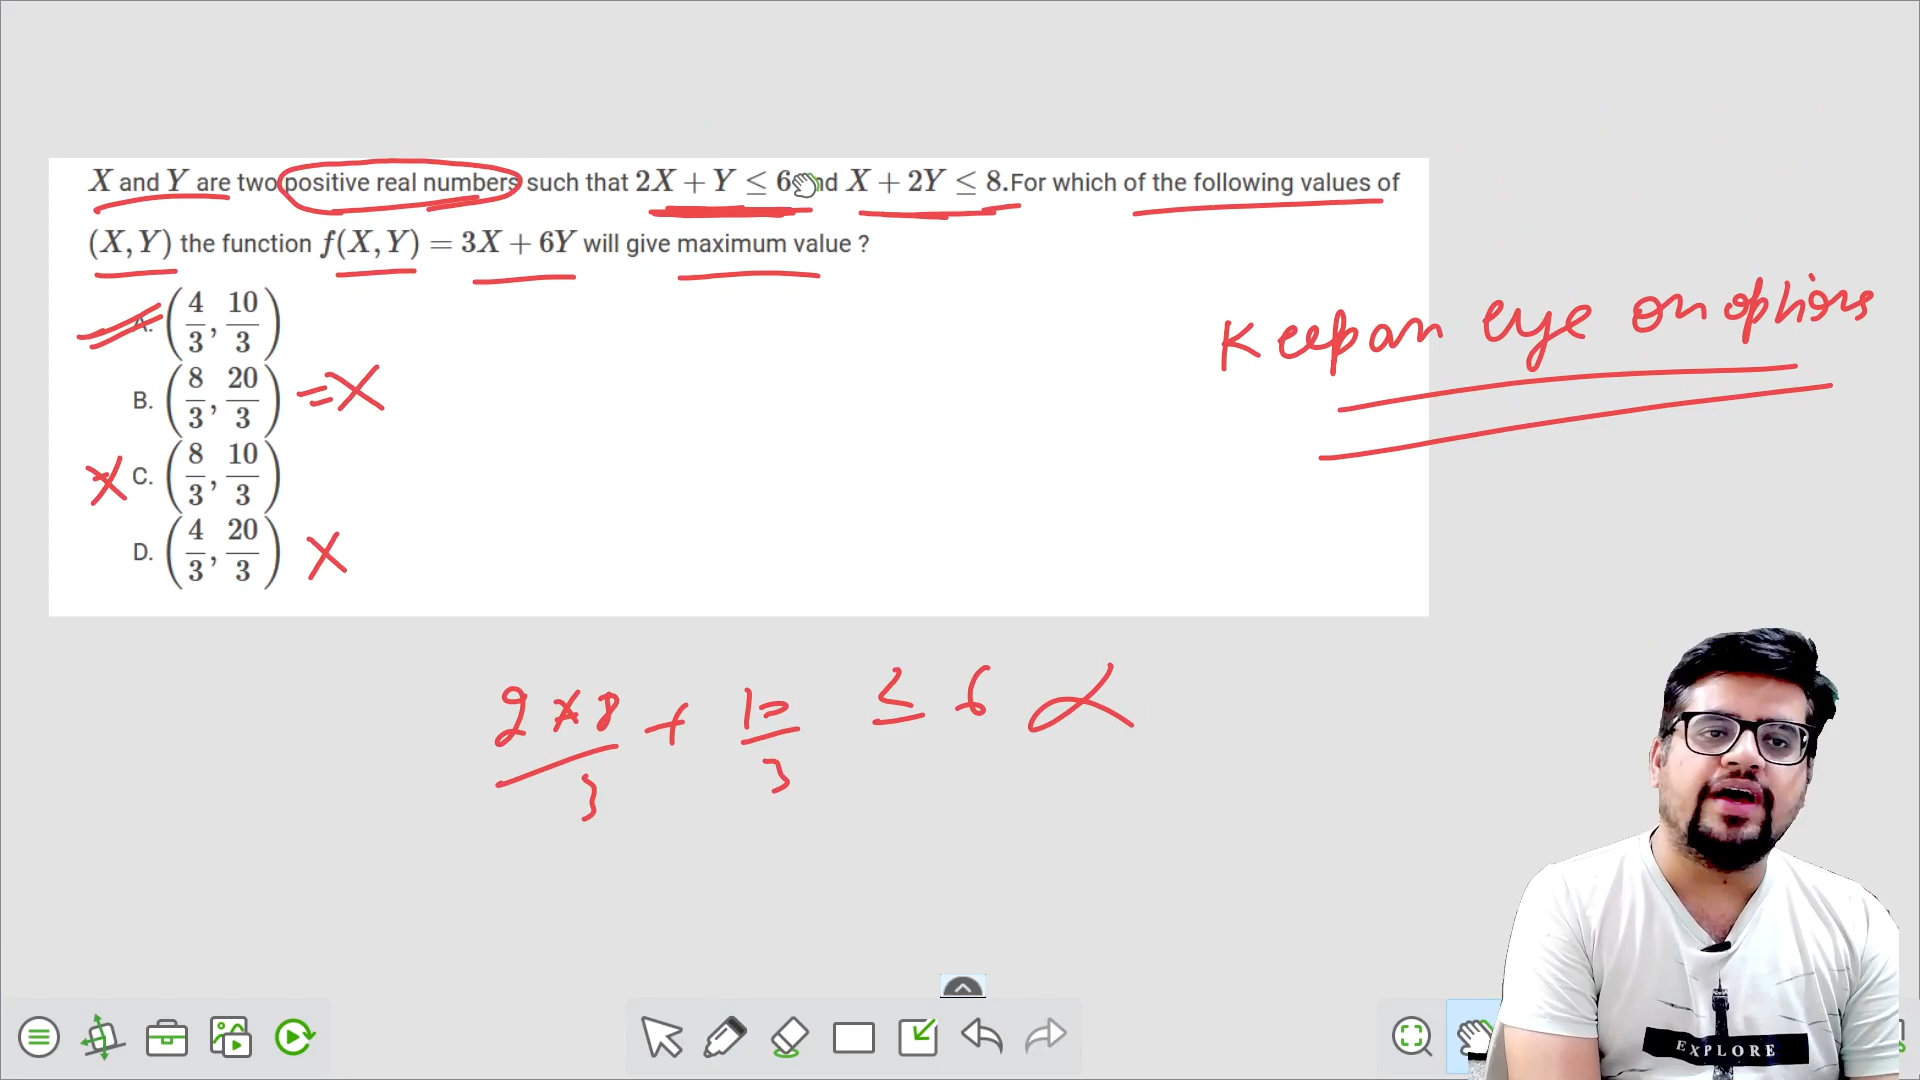 X and Y are two positive real numbers such that 2X + Y ≤ 6 and X + 2Y ≤ 8. For which of the following values of
(X, Y) the function f(X, Y) = 3X + 6Y will give maximum value ?
A. (4/3, 10/3)
B. (8/3, 20/3) = X
X C. (8/3, 10/3)
D. (4/3, 20/3) X
Keep an eye on options
2 × 8/3 + 10/3 ≤ 6
EXPLORE